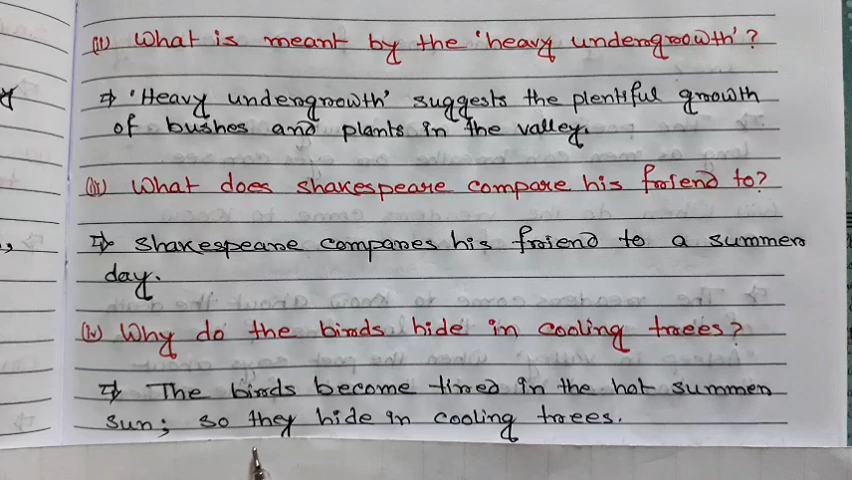 (ii) What is meant by the 'heavy undergrowth'?
⇒ 'Heavy undergrowth' suggests the plentiful growth
of bushes and plants in the valley.
(iii) What does shakespeare compare his friend to?
⇒ Shakespeare compares his friend to a summer
day.
(iv) Why do the birds hide in cooling trees?
⇒ The birds become tired in the hot summer
sun; so they hide in cooling trees.